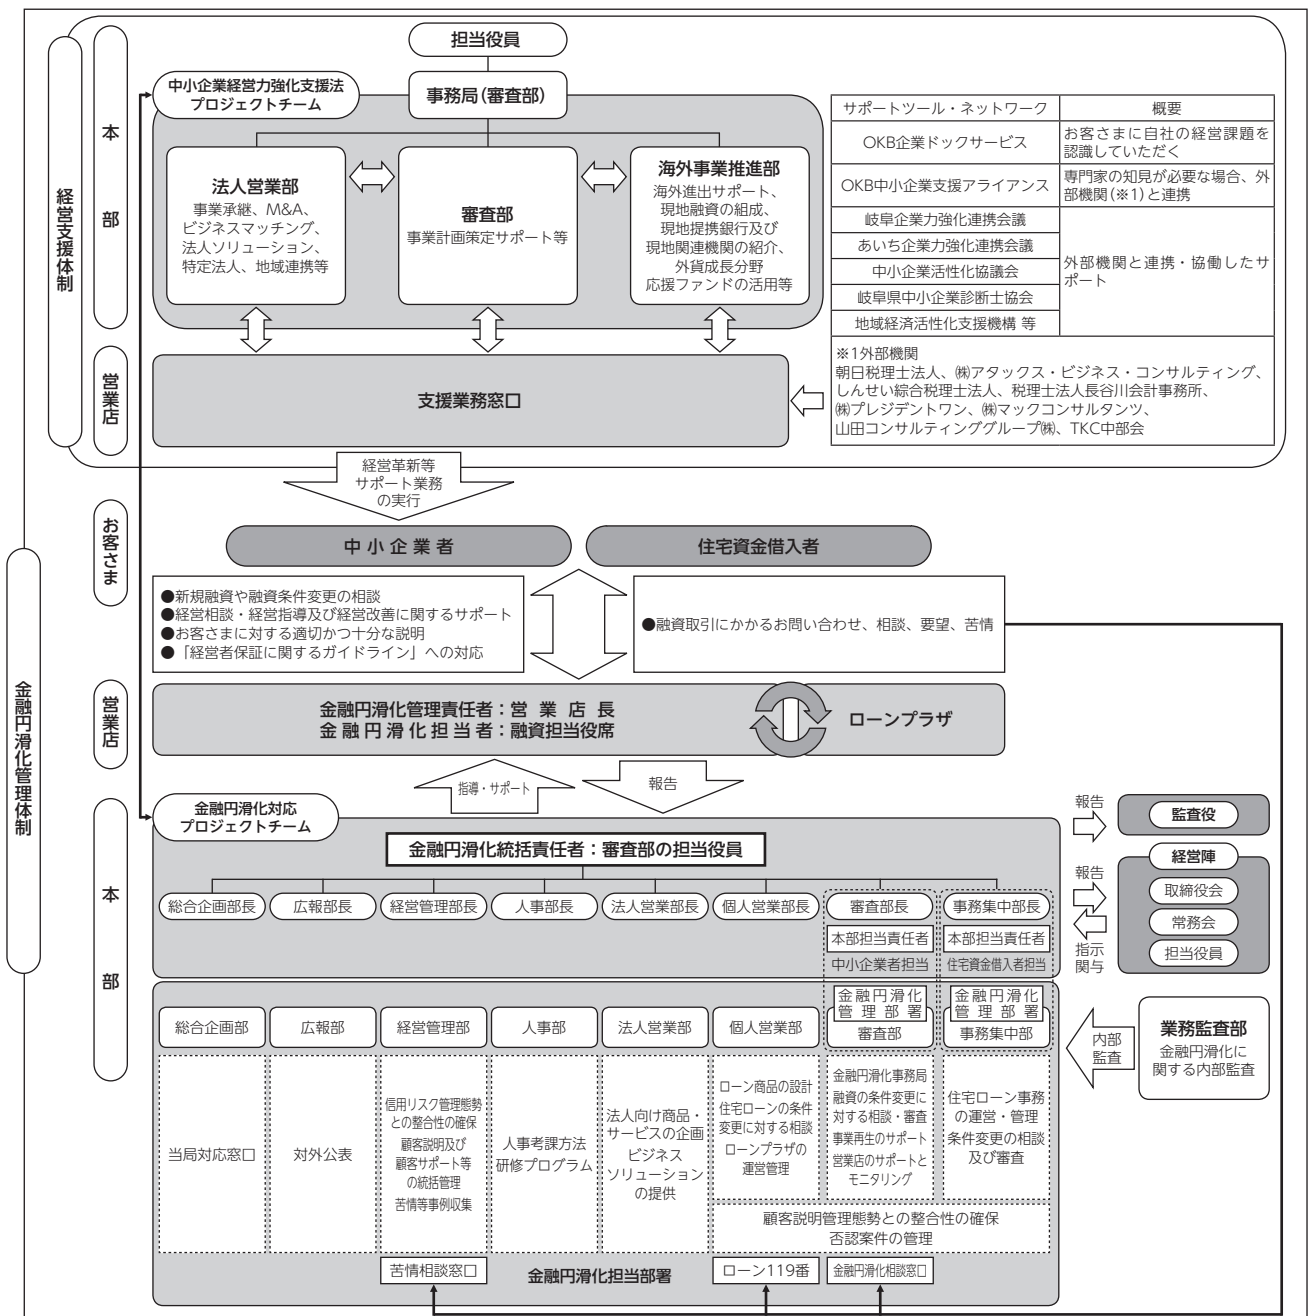 経営支援体制
本部
営業店
担当役員
中小企業経営力強化支援法
プロジェクトチーム
事務局(審査部)
法人営業部
事業承継、M&A、
ビジネスマッチング、
法人ソリューション、
特定法人、地域連携等
審査部
事業計画策定サポート等
海外事業推進部
海外進出サポート、
現地融資の組成、
現地提携銀行及び
現地関連機関の紹介、
外貨成長分野
応援ファンドの活用等
支援業務窓口
サポートツール・ネットワーク
概要
OKB企業ドックサービス
お客さまに自社の経営課題を
認識していただく
OKB中小企業支援アライアンス
専門家の知見が必要な場合、外
部機関(※1)と連携
岐阜企業力強化連携会議
あいち企業力強化連携会議
中小企業活性化協議会
岐阜県中小企業診断士協会
地域経済活性化支援機構 等
外部機関と連携・協働したサ
ポート
※1外部機関
朝日税理士法人、㈱アタックス・ビジネス・コンサルティング、
しんせい綜合税理士法人、税理士法人長谷川会計事務所、
㈱プレジデントワン、㈱マックコンサルタンツ、
山田コンサルティンググループ㈱、TKC中部会
経営革新等
サポート業務
の実行
金融円滑化管理体制
お客さま
中小企業者
住宅資金借入者
●新規融資や融資条件変更の相談
●経営相談・経営指導及び経営改善に関するサポート
●お客さまに対する適切かつ十分な説明
●「経営者保証に関するガイドライン」への対応
●融資取引にかかるお問い合わせ、相談、要望、苦情
営業店
金融円滑化管理責任者:営業店長
金融円滑化担当者:融資担当役席
ローンプラザ
指導・サポート
報告
本部
金融円滑化対応
プロジェクトチーム
金融円滑化統括責任者:審査部の担当役員
総合企画部長
広報部長
経営管理部長
人事部長
法人営業部長
個人営業部長
審査部長
事務集中部長
本部担当責任者
本部担当責任者
中小企業者担当
住宅資金借入者担当
報告
監査役
報告
指示
関与
経営陣
取締役会
常務会
担当役員
金融円滑化
管理部署
金融円滑化
管理部署
総合企画部
広報部
経営管理部
人事部
法人営業部
個人営業部
審査部
事務集中部
内部
監査
業務監査部
金融円滑化に
関する内部監査
当局対応窓口
対外公表
信用リスク管理態勢
との整合性の確保
顧客説明及び
顧客サポート等
の統括管理
苦情等事例収集
人事考課方法
研修プログラム
法人向け商品・
サービスの企画
ビジネス
ソリューション
の提供
ローン商品の設計
住宅ローンの条件
変更に対する相談
ローンプラザの
運営管理
金融円滑化事務局
融資の条件変更に
対する相談・審査
事業再生のサポート
営業店のサポートと
モニタリング
住宅ローン事務
の運営・管理
条件変更の相談
及び審査
顧客説明管理態勢との整合性の確保
否認案件の管理
苦情相談窓口
金融円滑化担当部署
ローン119番
金融円滑化相談窓口